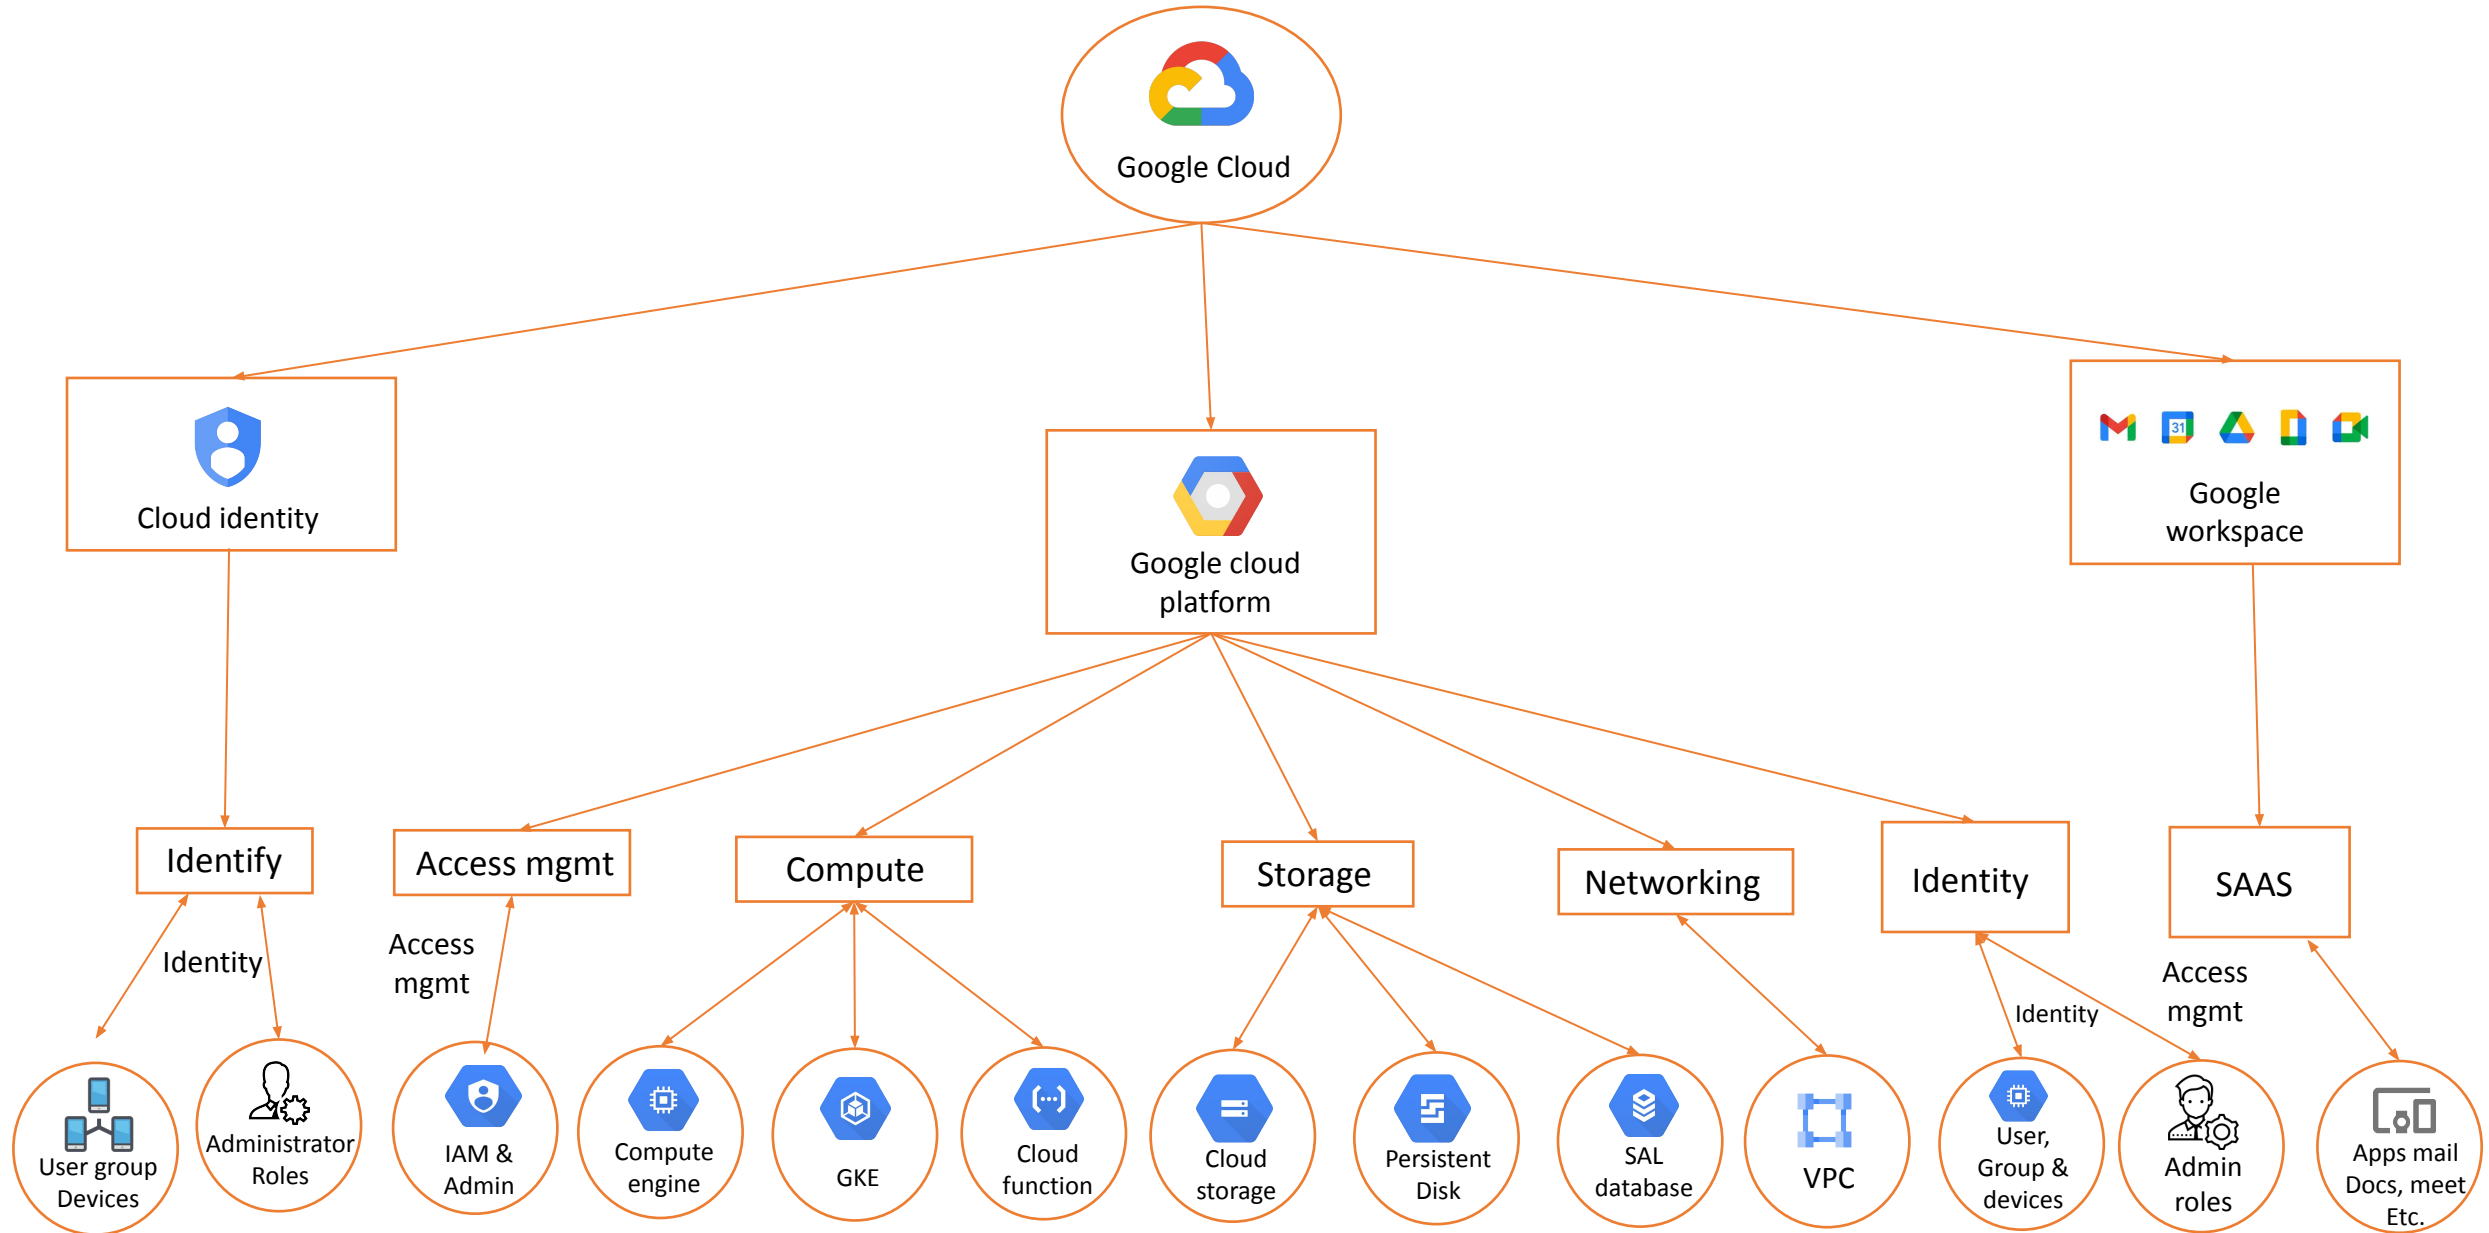 Google Cloud
Cloud identity
Google cloud
platform
31
Google
workspace
Identify
Access mgmt
Compute
Storage
Networking
Identity
SAAS
Identity
Access
mgmt
Identity
Access
mgmt
User group
Devices
Administrator
Roles
IAM &
Admin
Compute
engine
GKE
Cloud
function
Cloud
storage
Persistent
Disk
SAL
database
VPC
User,
Group &
devices
Admin
roles
Apps mail
Docs, meet
Etc.